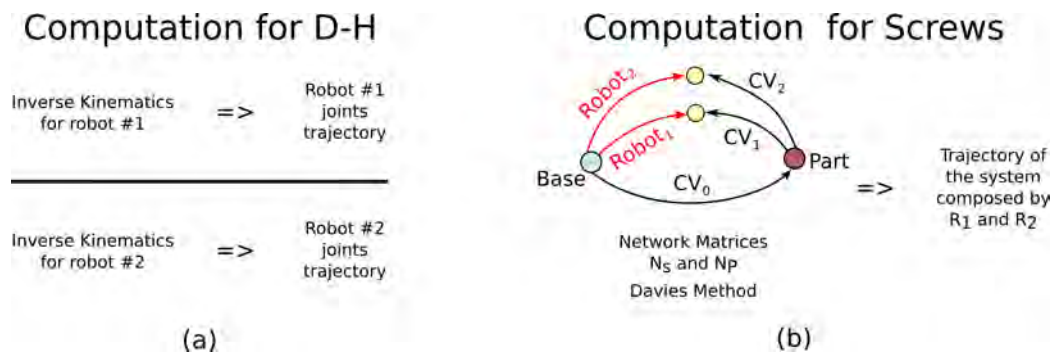 Computation for D-H
Inverse Kinematics
for robot #1
=>
Robot #1
joints
trajectory
Inverse Kinematics
for robot #2
=>
Robot #2
joints
trajectory
(a)
Computation for Screws
Robot₂
CV₂
Robot₁
CV₁
Base
Part
CV₀
=>
Trajectory of
the system
composed by
R₁ and R₂
Network Matrices
Nₛ and Nₚ
Davies Method
(b)